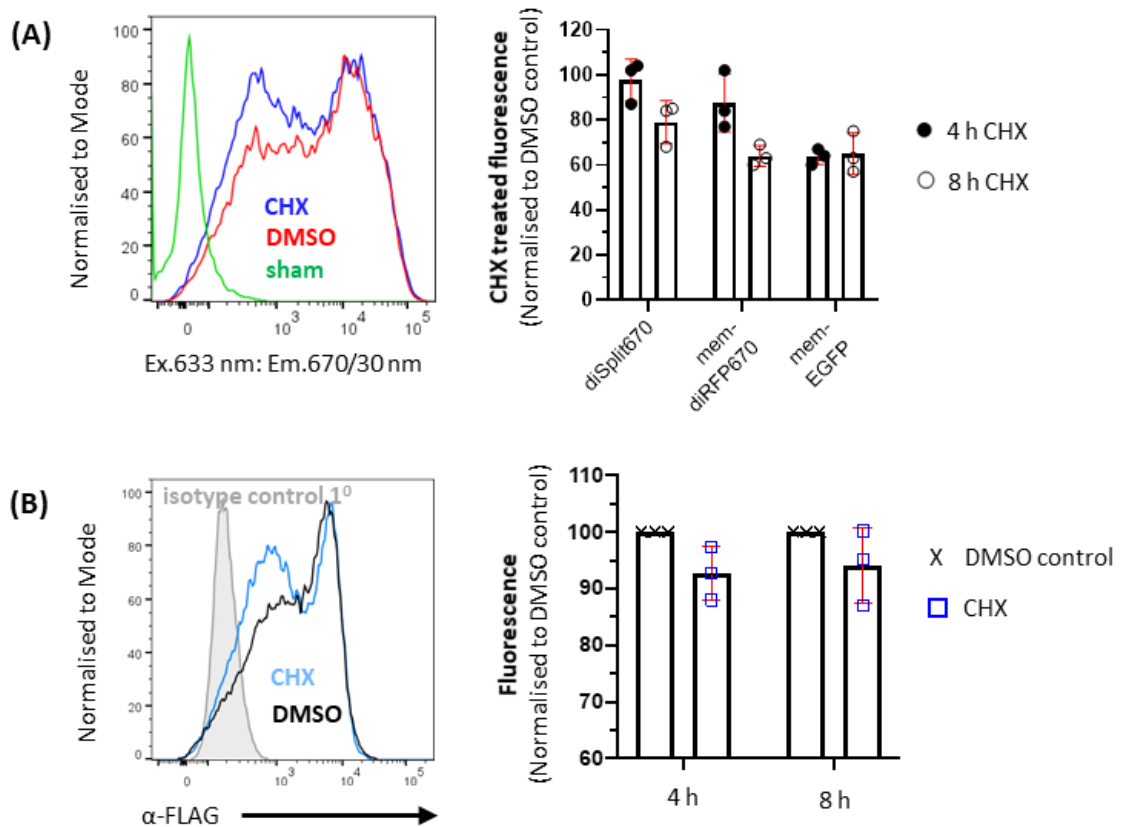 (A)
Normalised to Mode
100
80
60
40
20
0
CHX
DMSO
sham
0
10³
10⁴
10⁵
Ex.633 nm: Em.670/30 nm
CHX treated fluorescence
(Normalised to DMSO control)
120
100
80
60
40
20
0
diSplit670
mem-
diRFP670
mem-
EGFP
4 h CHX
8 h CHX
(B)
Normalised to Mode
100
80
60
40
20
0
isotype control 1⁰
CHX
DMSO
0
10³
10⁴
10⁵
α-FLAG
Fluorescence
(Normalised to DMSO control)
110
100
90
80
70
60
4 h
8 h
X DMSO control
CHX